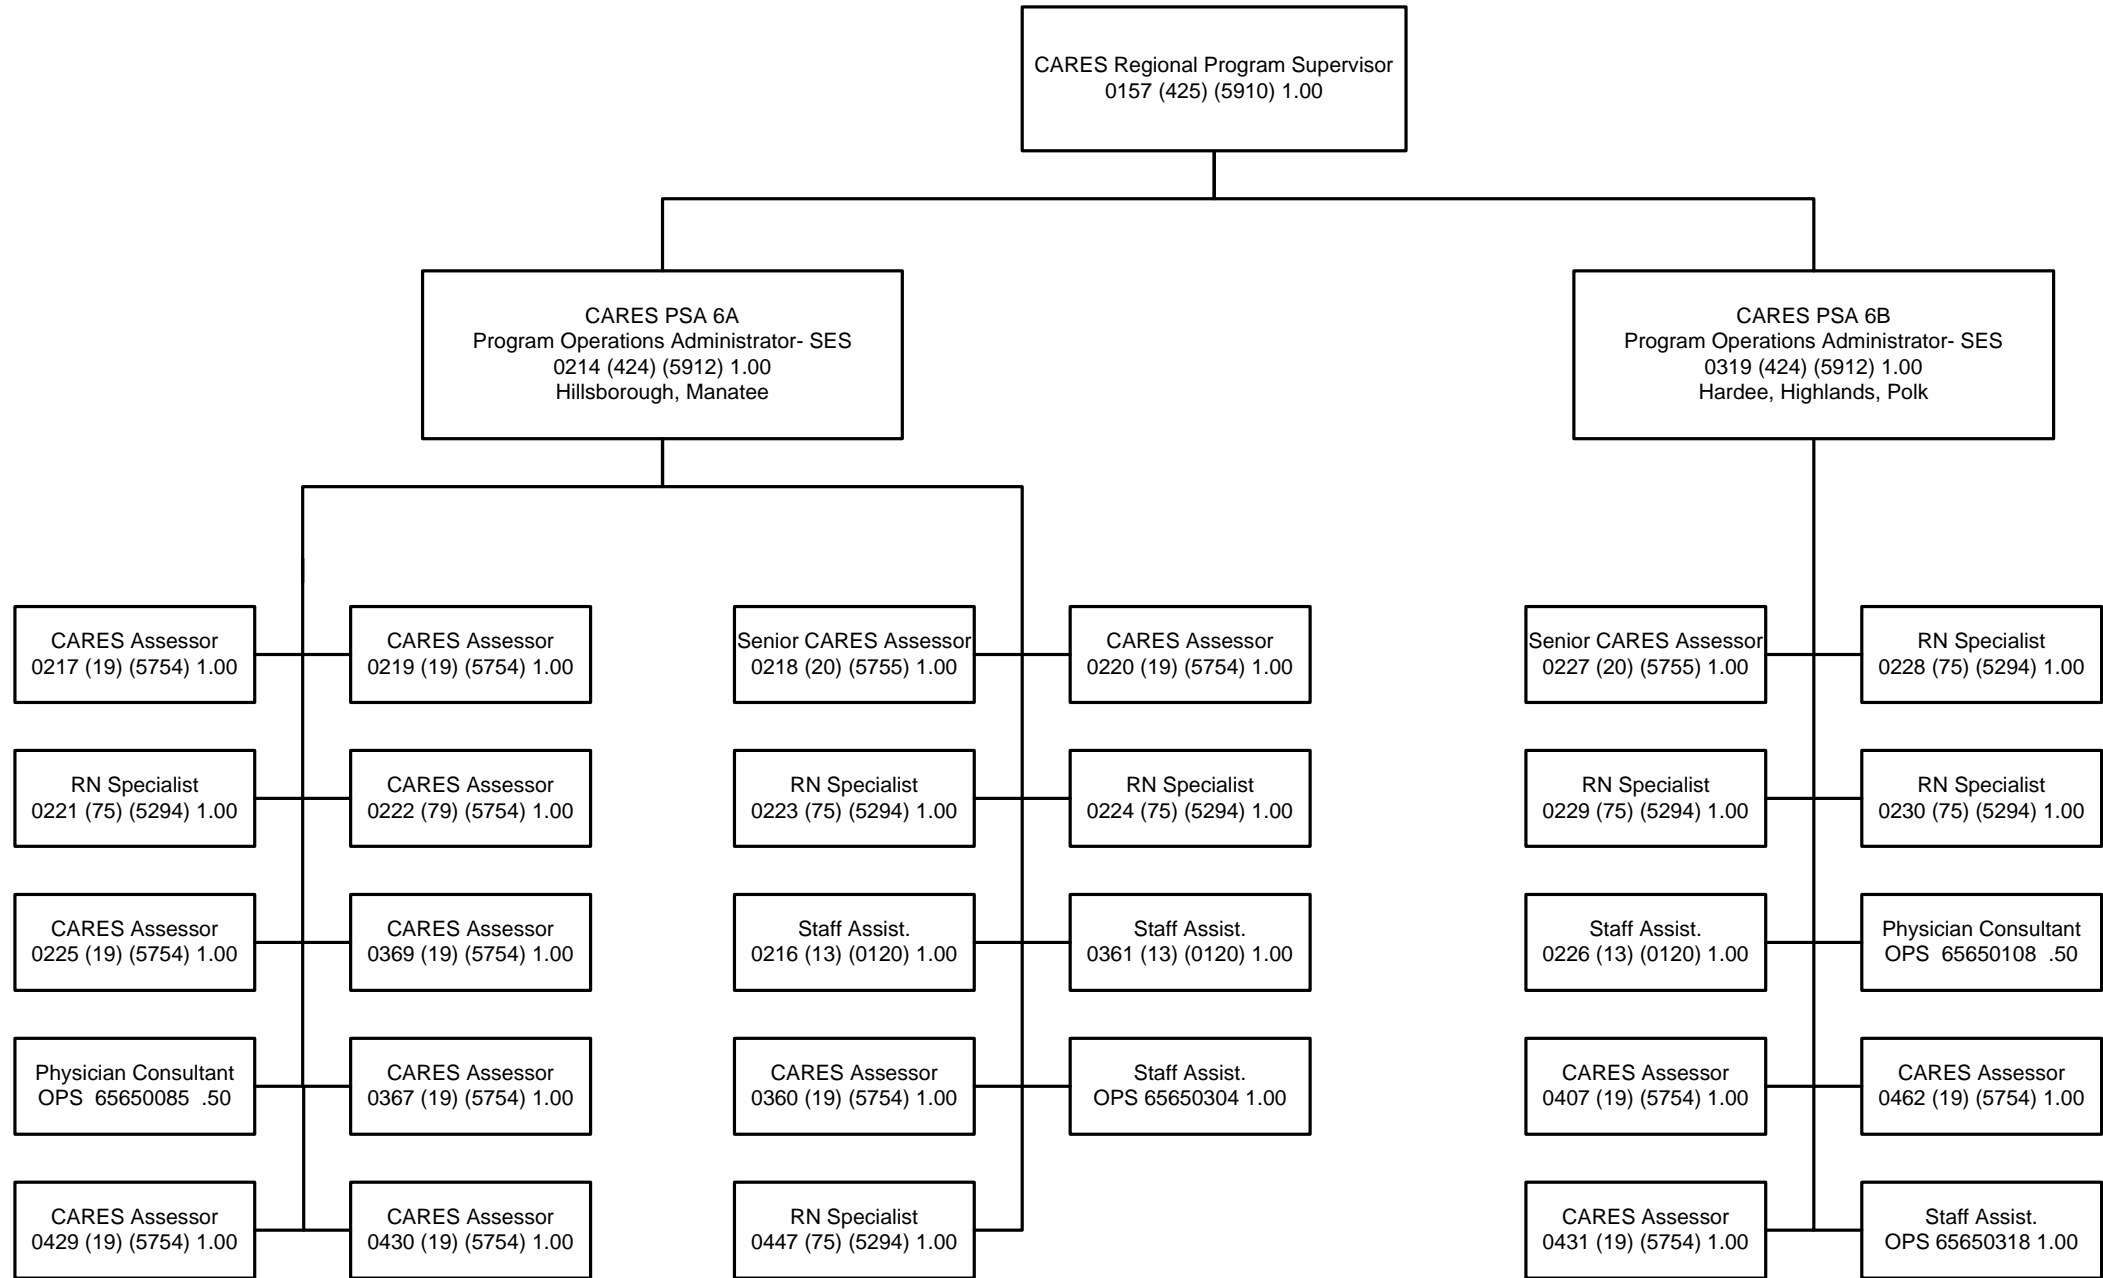 CARES Regional Program Supervisor
0157 (425) (5910) 1.00
CARES PSA 6A
Program Operations Administrator- SES
0214 (424) (5912) 1.00
Hillsborough, Manatee
CARES PSA 6B
Program Operations Administrator- SES
0319 (424) (5912) 1.00
Hardee, Highlands, Polk
CARES Assessor
0217 (19) (5754) 1.00
CARES Assessor
0219 (19) (5754) 1.00
Senior CARES Assessor
0218 (20) (5755) 1.00
CARES Assessor
0220 (19) (5754) 1.00
Senior CARES Assessor
0227 (20) (5755) 1.00
RN Specialist
0228 (75) (5294) 1.00
RN Specialist
0221 (75) (5294) 1.00
CARES Assessor
0222 (79) (5754) 1.00
RN Specialist
0223 (75) (5294) 1.00
RN Specialist
0224 (75) (5294) 1.00
RN Specialist
0229 (75) (5294) 1.00
RN Specialist
0230 (75) (5294) 1.00
CARES Assessor
0225 (19) (5754) 1.00
CARES Assessor
0369 (19) (5754) 1.00
Staff Assist.
0216 (13) (0120) 1.00
Staff Assist.
0361 (13) (0120) 1.00
Staff Assist.
0226 (13) (0120) 1.00
Physician Consultant
OPS  65650108  .50
Physician Consultant
OPS  65650085  .50
CARES Assessor
0367 (19) (5754) 1.00
CARES Assessor
0360 (19) (5754) 1.00
Staff Assist.
OPS 65650304 1.00
CARES Assessor
0407 (19) (5754) 1.00
CARES Assessor
0462 (19) (5754) 1.00
CARES Assessor
0429 (19) (5754) 1.00
CARES Assessor
0430 (19) (5754) 1.00
RN Specialist
0447 (75) (5294) 1.00
CARES Assessor
0431 (19) (5754) 1.00
Staff Assist.
OPS 65650318 1.00